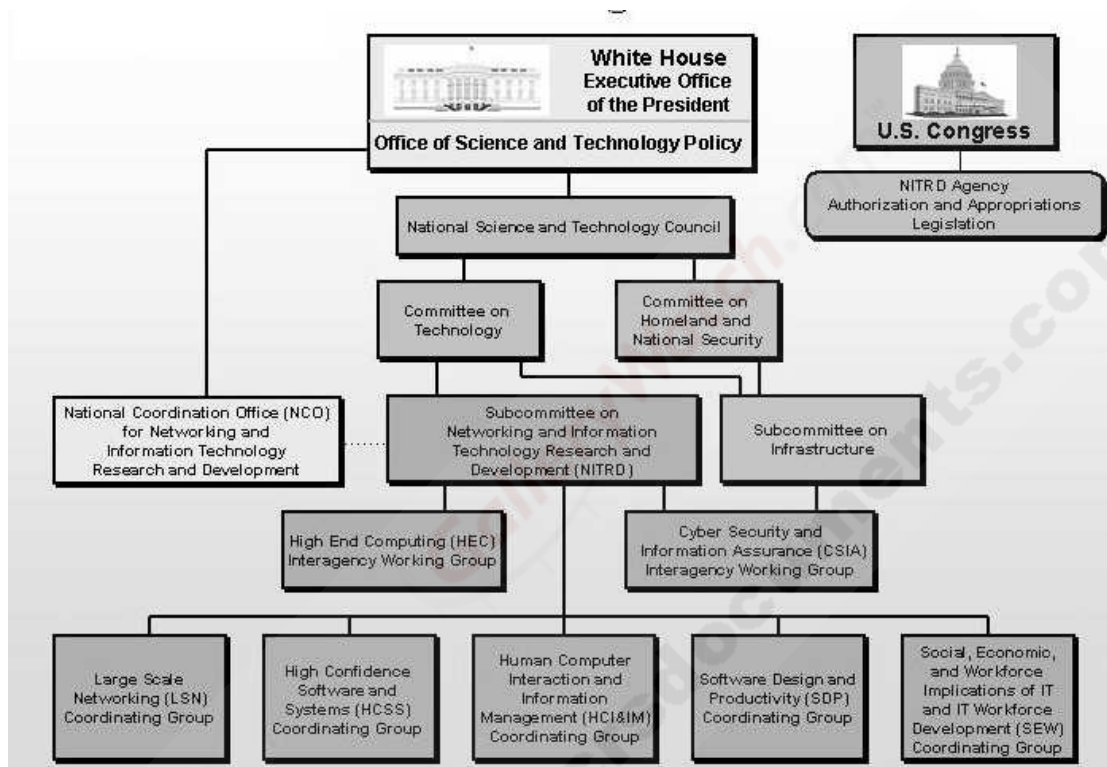 White House
Executive Office
of the President
Office of Science and Technology Policy
U.S. Congress
NITRD Agency
Authorization and Appropriations
Legislation
National Science and Technology Council
Committee on
Technology
Committee on
Homeland and
National Security
National Coordination Office (NCO)
for Networking and
Information Technology
Research and Development
Subcommittee on
Networking and Information
Technology Research and
Development (NITRD)
Subcommittee on
Infrastructure
High End Computing (HEC)
Interagency Working Group
Cyber Security and
Information Assurance (CSIA)
Interagency Working Group
Large Scale
Networking (LSN)
Coordinating Group
High Confidence
Software and
Systems (HCSS)
Coordinating Group
Human Computer
Interaction and
Information
Management (HCI&IM)
Coordinating Group
Software Design and
Productivity (SDP)
Coordinating Group
Social, Economic,
and Workforce
Implications of IT
and IT Workforce
Development (SEW)
Coordinating Group